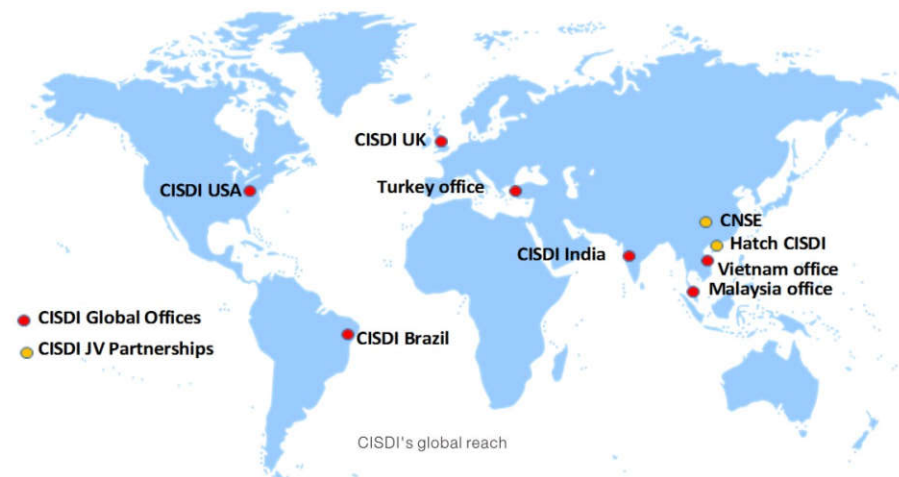 CISDI UK
CISDI USA
Turkey office
CNSE
Hatch CISDI
CISDI India
Vietnam office
Malaysia office
CISDI Global Offices
CISDI Brazil
CISDI JV Partnerships
CISDI's global reach